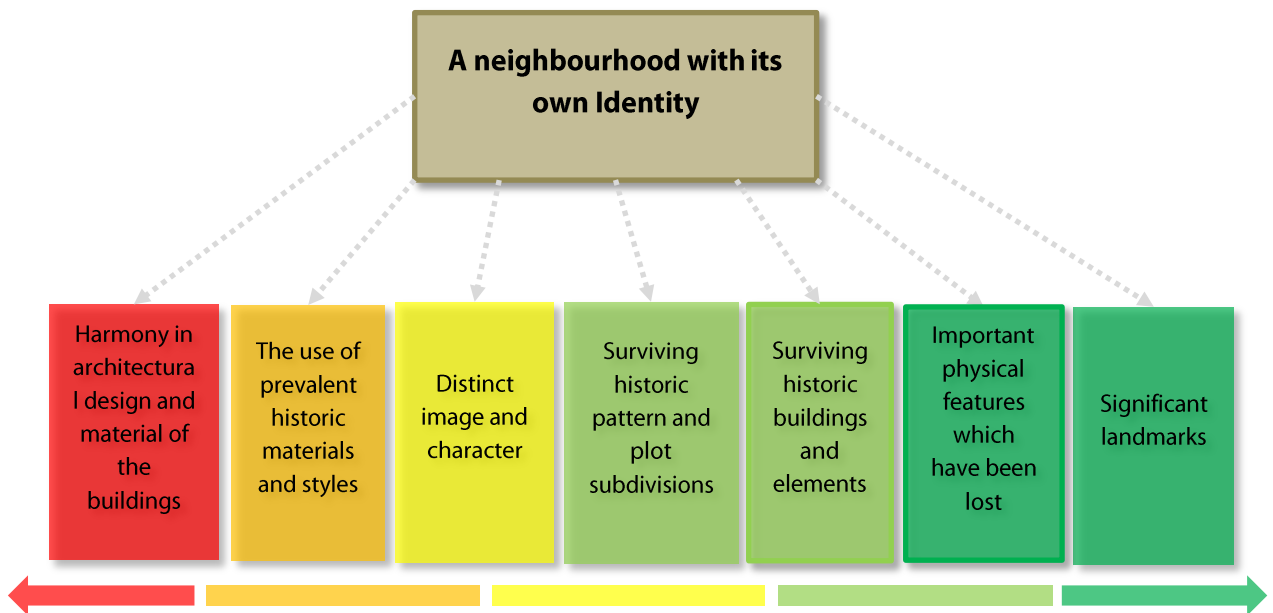 A neighbourhood with its
own Identity
Harmony in
architectura
l design and
material of
the
buildings
The use of
prevalent
historic
materials
and styles
Distinct
image and
character
Surviving
historic
pattern and
plot
subdivisions
Surviving
historic
buildings
and
elements
Important
physical
features
which
have been
lost
Significant
landmarks